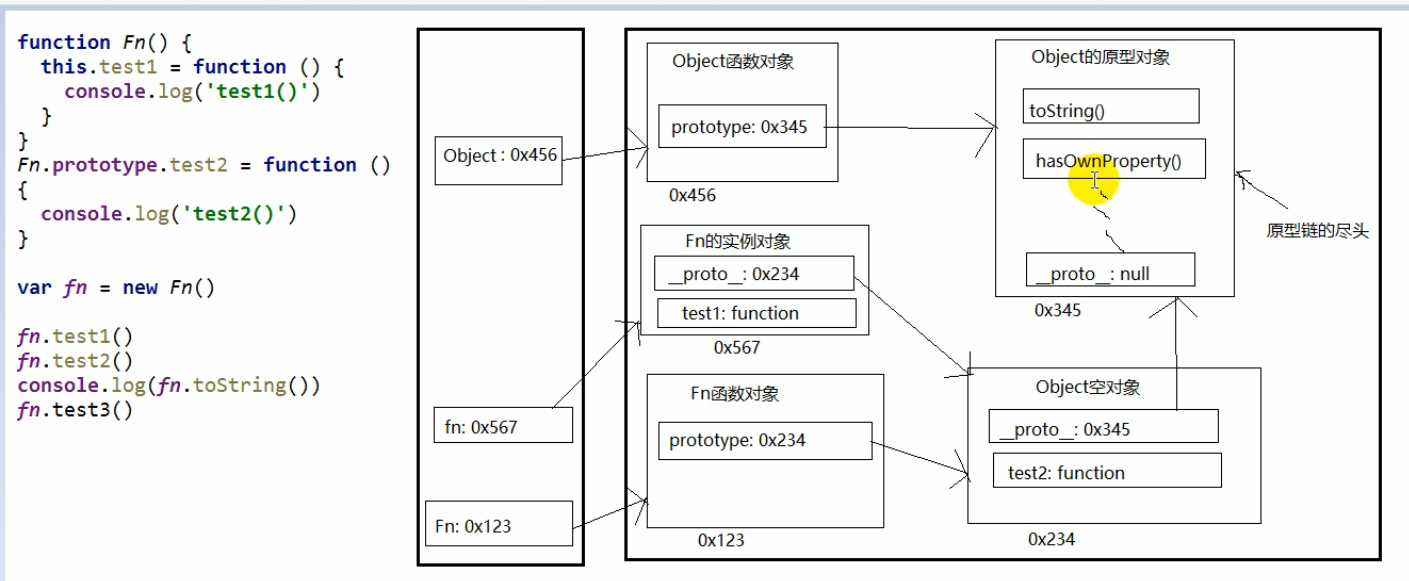 function Fn() {
this.test1 = function () {
console.log('test1()')
}
}
Fn.prototype.test2 = function ()
{
console.log('test2()')
}
var fn = new Fn()
fn.test1()
fn.test2()
console.log(fn.toString())
fn.test3()
Object : 0x456
fn: 0x567
Fn: 0x123
Object函数对象
prototype: 0x345
0x456
Fn的实例对象
__proto__: 0x234
test1: function
0x567
Fn函数对象
prototype: 0x234
0x123
Object的原型对象
toString()
hasOwnProperty()
__proto__: null
0x345
原型链的尽头
Object空对象
__proto__: 0x345
test2: function
0x234